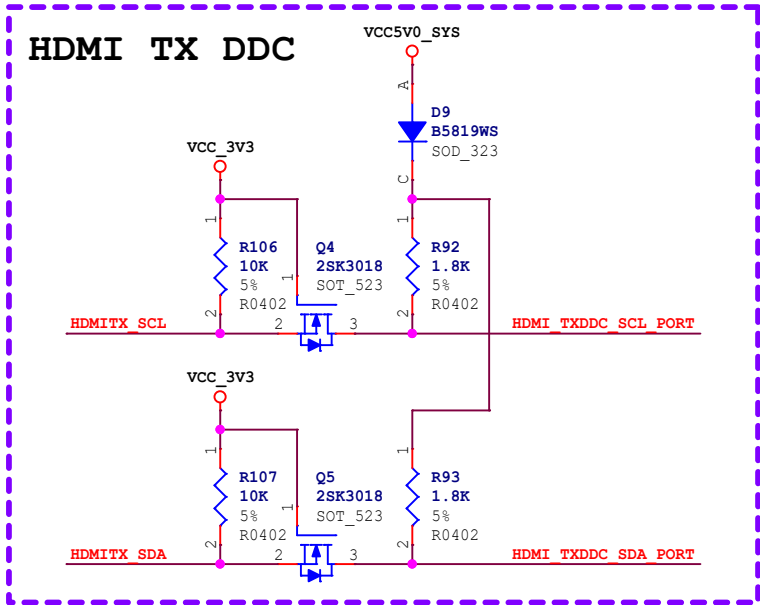 HDMI TX DDC
VCC5V0_SYS
A
D9
B5819WS
SOD_323
C
VCC_3V3
1
R106
10K
5%
R0402
2
1
Q4
2SK3018
SOT_523
2
3
1
R92
1.8K
5%
R0402
2
HDMITX_SCL
HDMI_TXDDC_SCL_PORT
VCC_3V3
1
R107
10K
5%
R0402
2
1
Q5
2SK3018
SOT_523
2
3
1
R93
1.8K
5%
R0402
2
HDMITX_SDA
HDMI_TXDDC_SDA_PORT